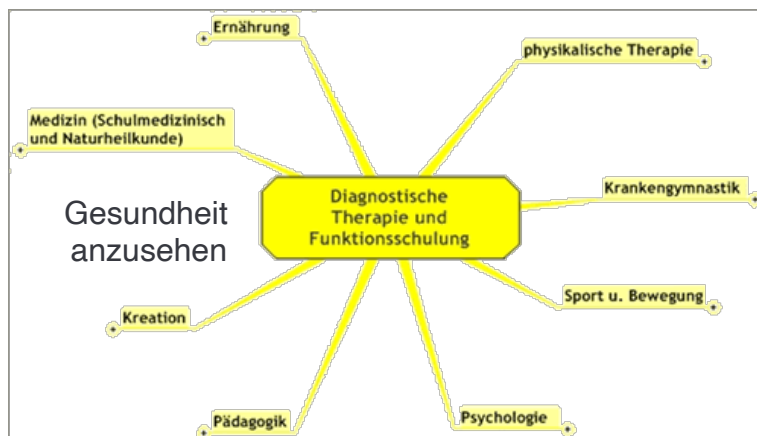 Ernährung
physikalische Therapie
Medizin (Schulmedizinisch
und Naturheilkunde)
Krankengymnastik
Diagnostische
Therapie und
Funktionsschulung
Gesundheit
anzusehen
Sport u. Bewegung
Kreation
Pädagogik
Psychologie